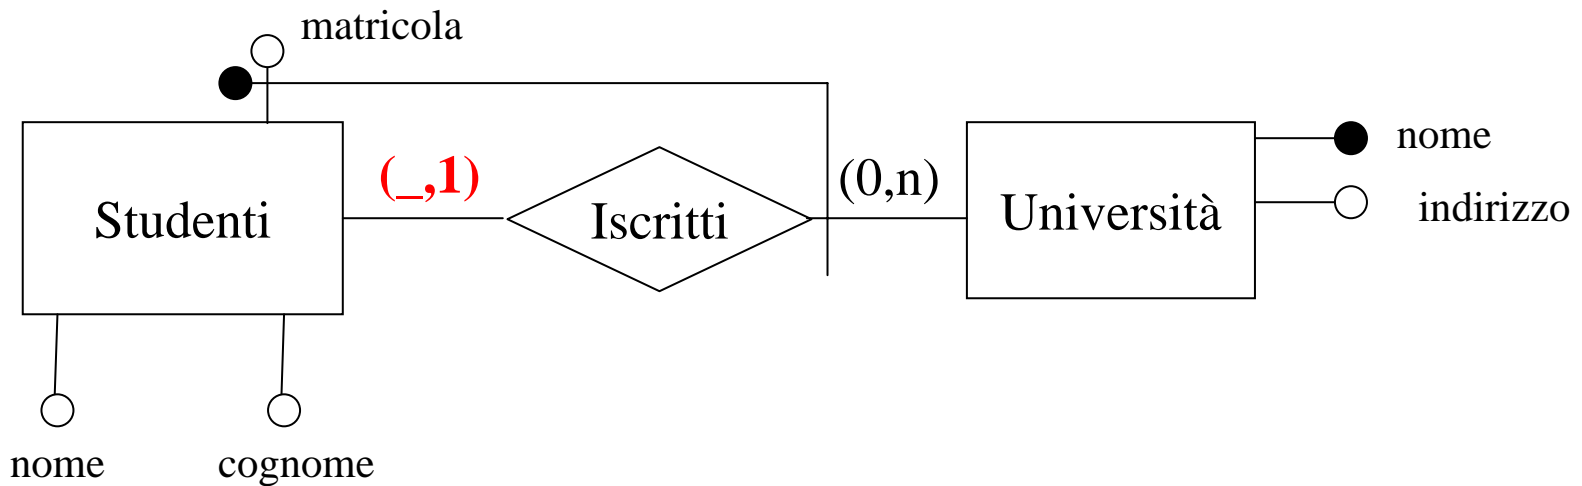 matricola
nome
(_,1)
(0,n)
Studenti
Iscritti
Università
indirizzo
nome
cognome